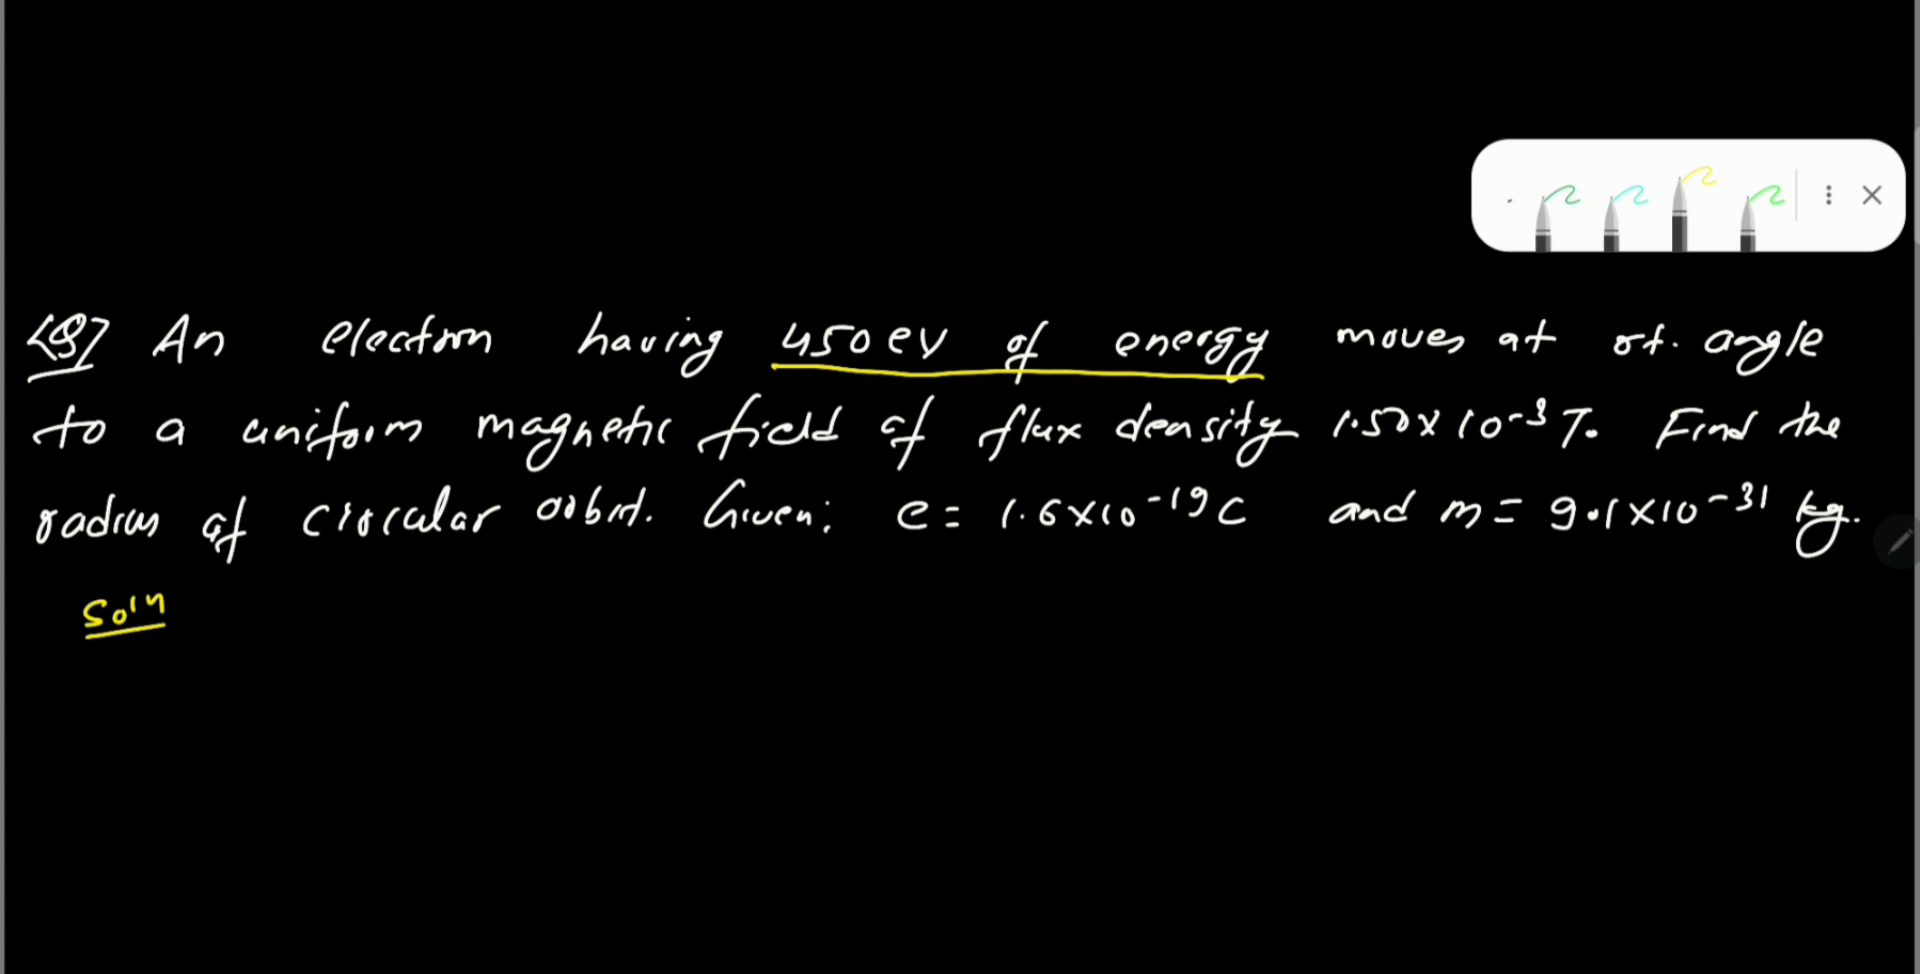 [Q] An electron having 450 eV of energy moves at rt. angle
to a uniform magnetic field of flux density 1.50×10⁻³ T. Find the
radius of circular orbit. Given: e = 1.6×10⁻¹⁹ C and m = 9.1×10⁻³¹ kg.
Solⁿ